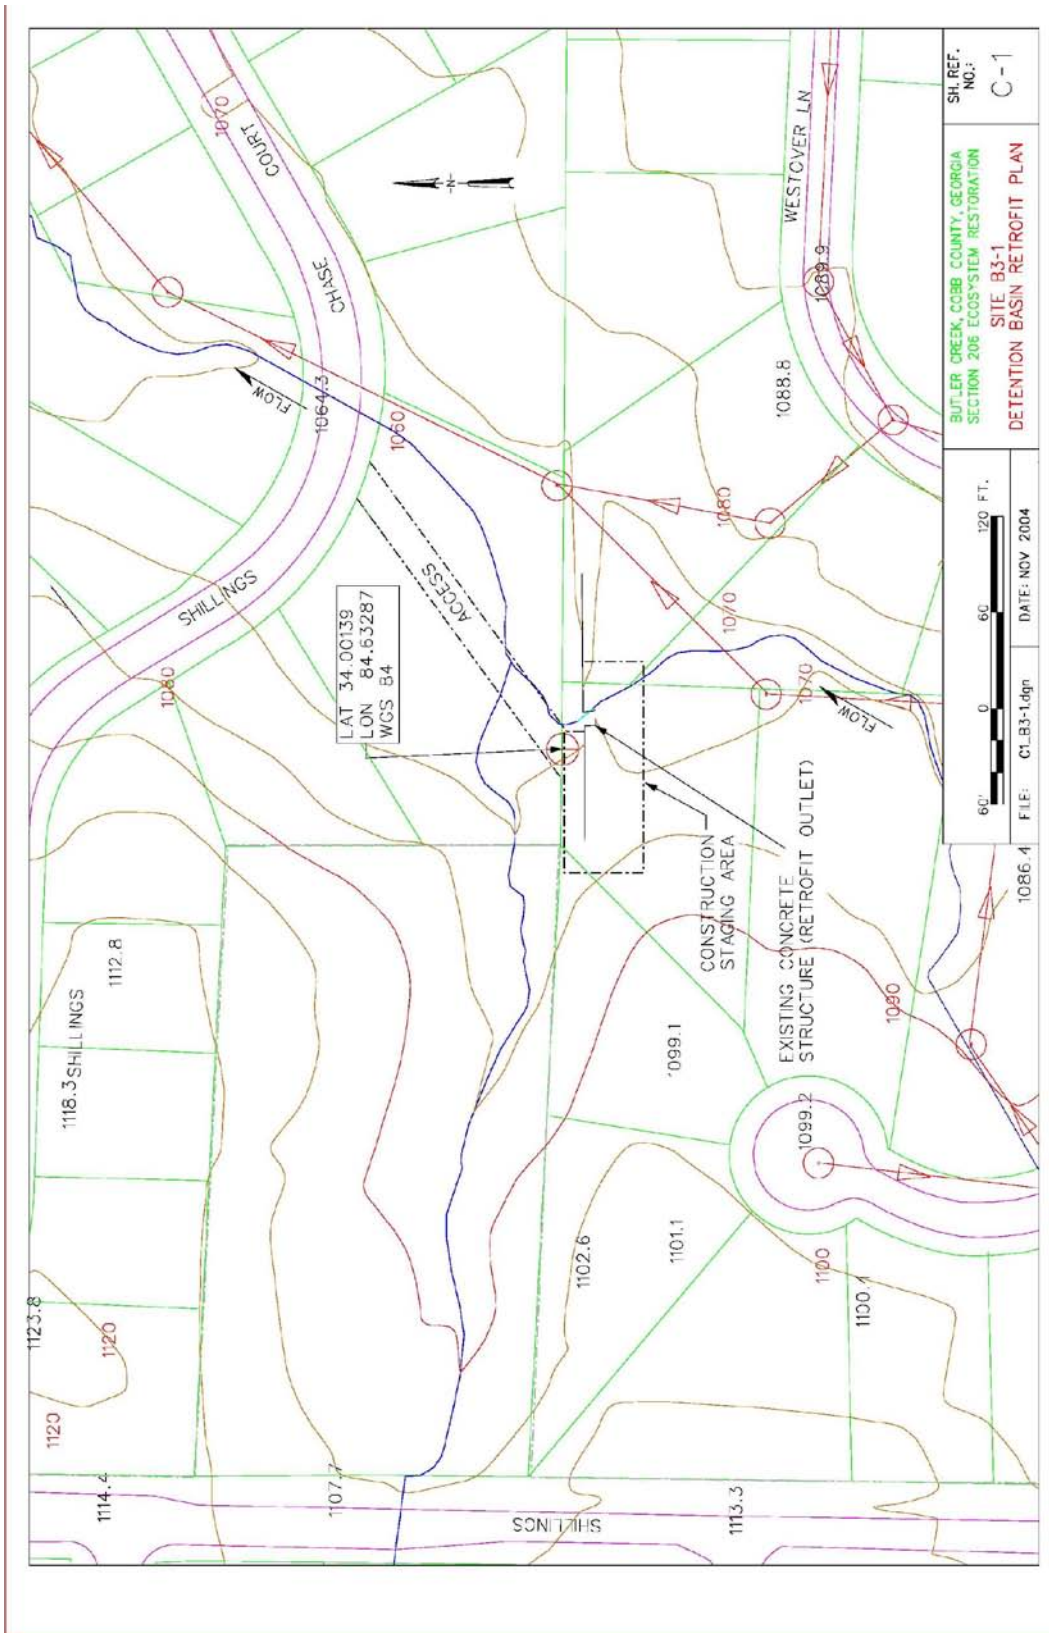 1123.8
1120
1120
1118.3
SHILLINGS
1112.8
1114.4
1107.7
SHILLINGS
1113.3
1080
SHILLINGS
CHASE
COURT
1070
1064.3
FLOW
1060
ACCESS
LAT 34.00139
LON 84.63287
WGS 84
N
WESTOVER LN
1089.9
1088.8
1080
1070
1070
FLOW
CONSTRUCTION
STAGING AREA
EXISTING CONCRETE
STRUCTURE (RETROFIT OUTLET)
1099.1
1099.2
1090
1102.6
1101.1
1100
1100.1
1086.4
60' 0 60 120 FT.
FILE: C1_B3-1.dgn DATE: NOV 2004
BUTLER CREEK, COBB COUNTY, GEORGIA
SECTION 206 ECOSYSTEM RESTORATION
SITE B3-1
DETENTION BASIN RETROFIT PLAN
SH. REF.
NO.:
C-1